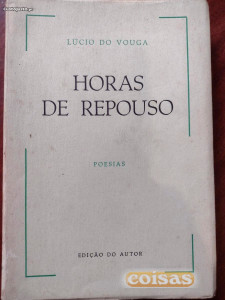 LÚCIO DO VOUGA
HORAS
DE REPOUSO
POESIAS
EDIÇÃO DO AUTOR
coisas